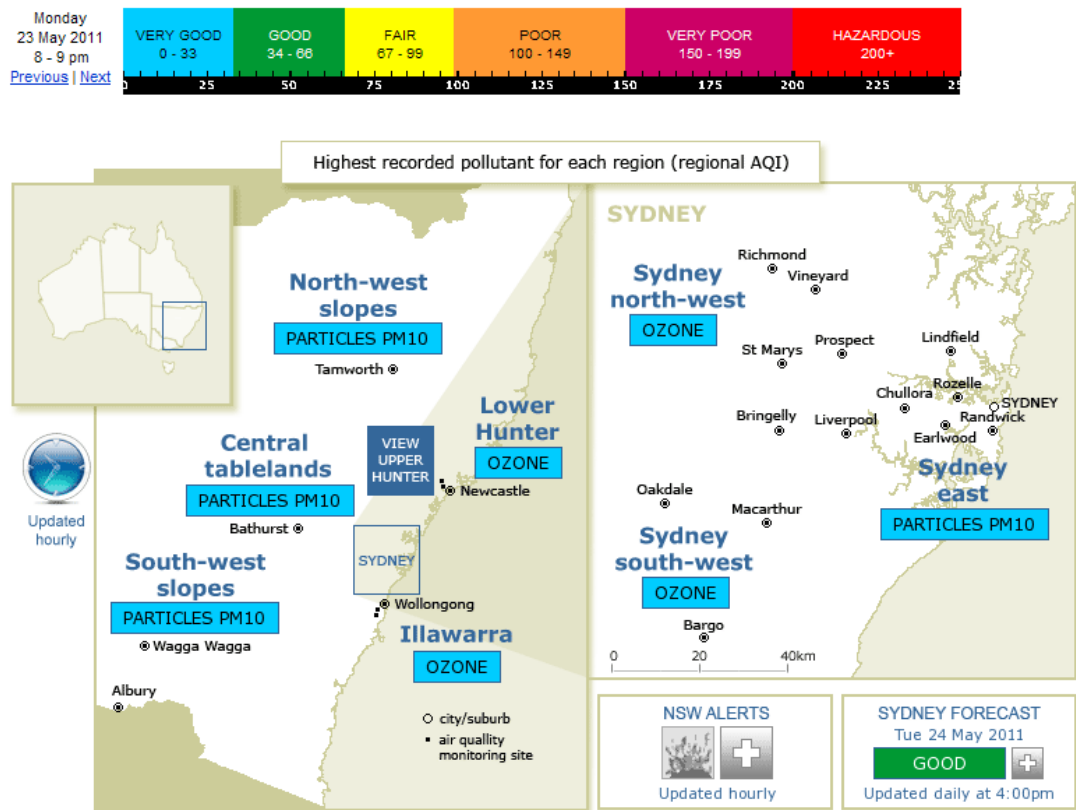 Monday
23 May 2011
8 - 9 pm
Previous | Next
VERY GOOD
0 - 33
GOOD
34 - 66
FAIR
67 - 99
POOR
100 - 149
VERY POOR
150 - 199
HAZARDOUS
200+
0 25 50 75 100 125 150 175 200 225 250
Highest recorded pollutant for each region (regional AQI)
North-west
slopes
PARTICLES PM10
Tamworth
Lower
Hunter
OZONE
VIEW
UPPER
HUNTER
Newcastle
Central
tablelands
PARTICLES PM10
Bathurst
Updated
hourly
SYDNEY
South-west
slopes
PARTICLES PM10
Wagga Wagga
Wollongong
Illawarra
OZONE
Albury
city/suburb
air quallity
monitoring site
SYDNEY
Richmond
Vineyard
Sydney
north-west
OZONE
St Marys
Prospect
Lindfield
Rozelle
Chullora
SYDNEY
Bringelly
Liverpool
Randwick
Earlwood
Sydney
east
PARTICLES PM10
Oakdale
Macarthur
Sydney
south-west
OZONE
Bargo
0 20 40km
NSW ALERTS
Updated hourly
SYDNEY FORECAST
Tue 24 May 2011
GOOD
Updated daily at 4:00pm